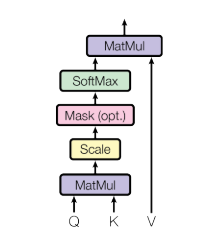 MatMul
SoftMax
Mask (opt.)
Scale
MatMul
Q K V